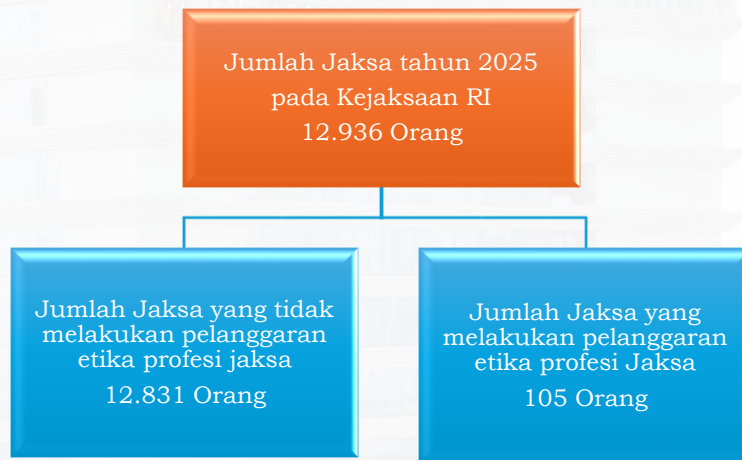 Jumlah Jaksa tahun 2025
pada Kejaksaan RI
12.936 Orang
Jumlah Jaksa yang tidak
melakukan pelanggaran
etika profesi jaksa
12.831 Orang
Jumlah Jaksa yang
melakukan pelanggaran
etika profesi Jaksa
105 Orang